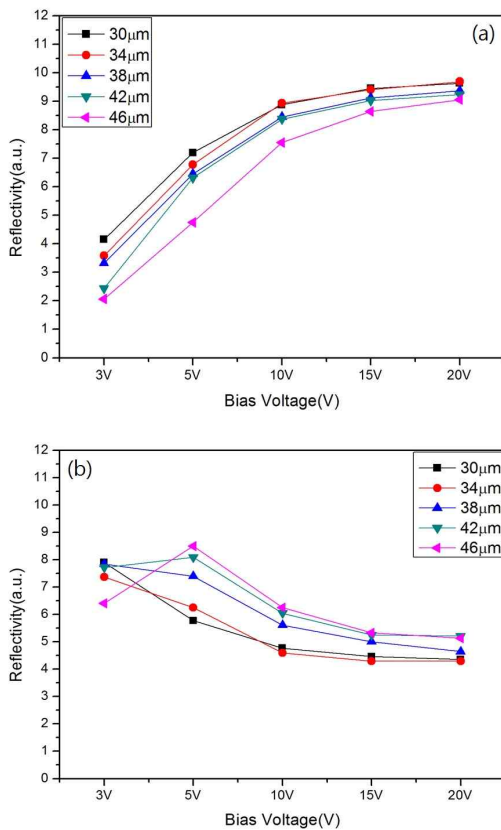 (a)
30μm
34μm
38μm
42μm
46μm
Reflectivity(a.u.)
12
11
10
9
8
7
6
5
4
3
2
1
0
3V 5V 10V 15V 20V
Bias Voltage(V)
(b)
30μm
34μm
38μm
42μm
46μm
Reflectivity(a.u.)
12
11
10
9
8
7
6
5
4
3
2
1
0
3V 5V 10V 15V 20V
Bias Voltage(V)